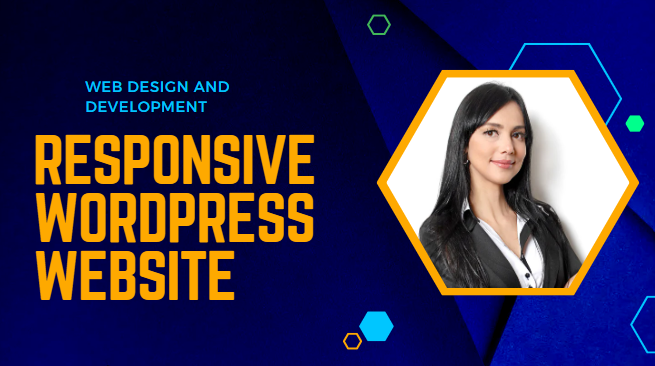 WEB DESIGN AND
DEVELOPMENT
RESPONSIVE
WORDPRESS
WEBSITE